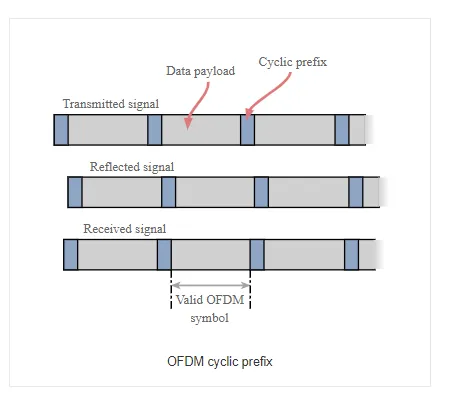 Cyclic prefix
Data payload
Transmitted signal
Reflected signal
Received signal
Valid OFDM
symbol
OFDM cyclic prefix